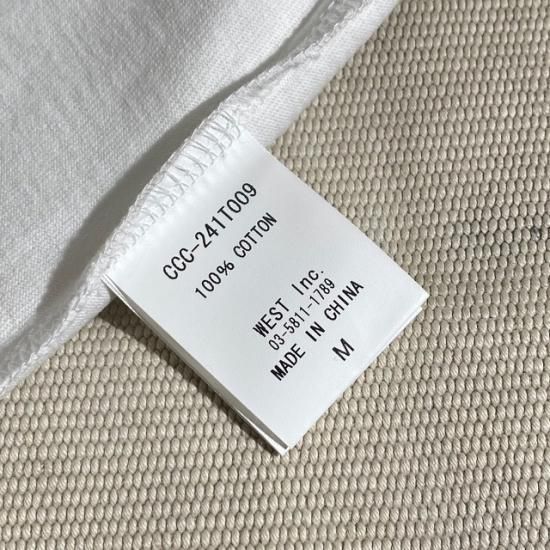 CCC-241T009
100% COTTON
WEST Inc.
03-5811-1789
MADE IN CHINA
M